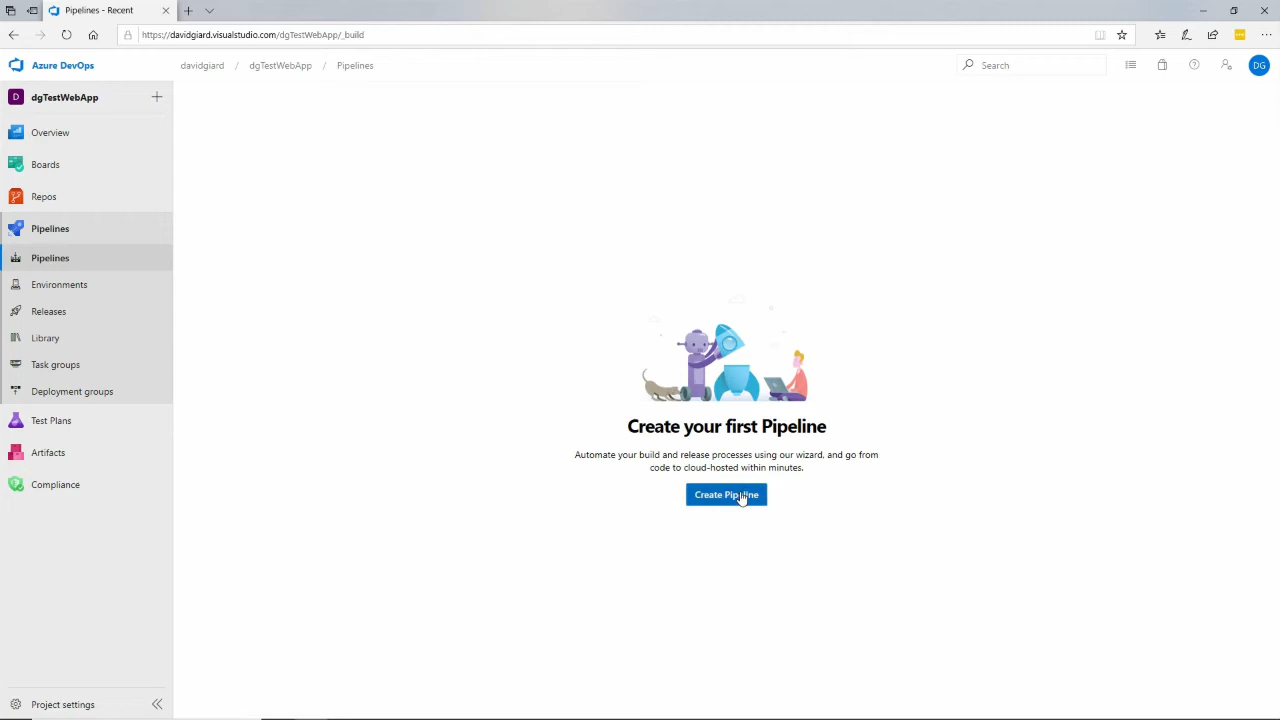 Pipelines - Recent
https://davidgiard.visualstudio.com/dgTestWebApp/_build
Azure DevOps
davidgiard / dgTestWebApp / Pipelines
Search
DG
D dgTestWebApp
Overview
Boards
Repos
Pipelines
Pipelines
Environments
Releases
Library
Task groups
Deployment groups
Test Plans
Artifacts
Compliance
Project settings
Create your first Pipeline
Automate your build and release processes using our wizard, and go from
code to cloud-hosted within minutes.
Create Pipeline